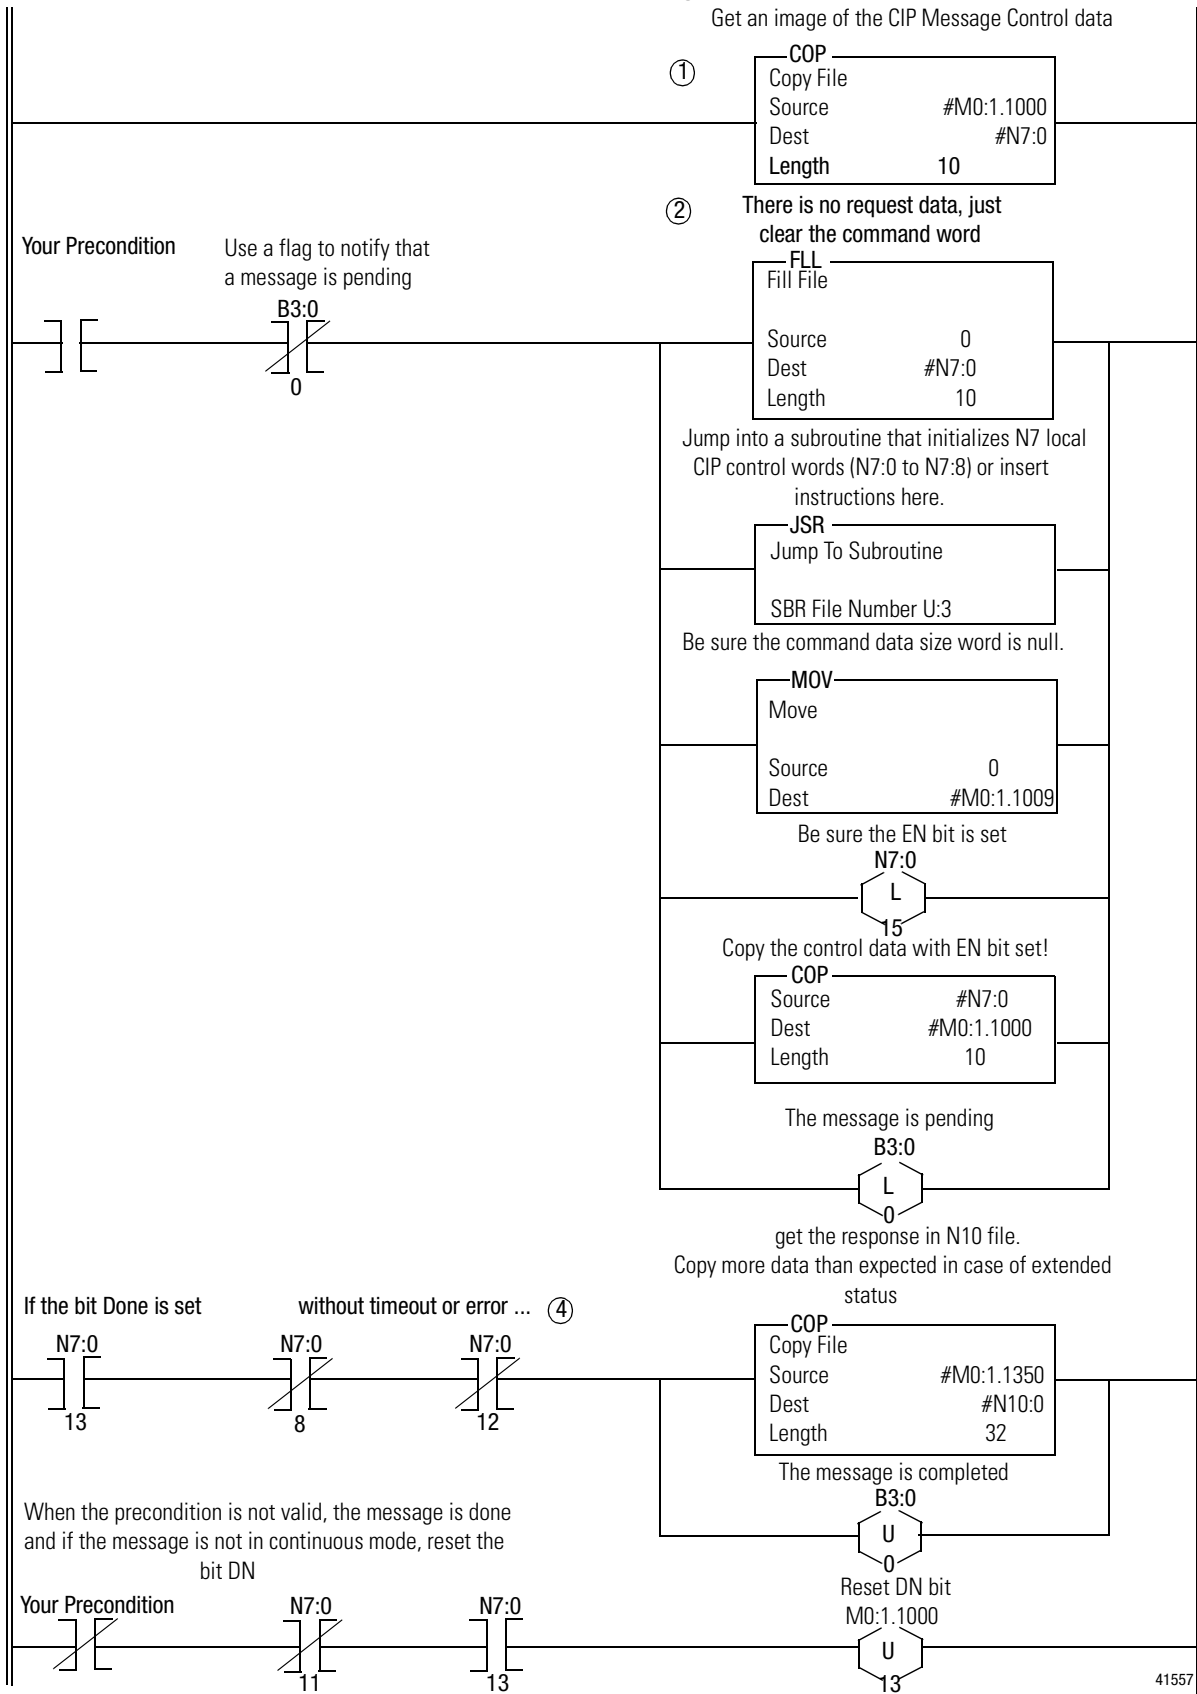 Get an image of the CIP Message Control data
①
COP
Copy File
Source #M0:1.1000
Dest #N7:0
Length 10
②
There is no request data, just
clear the command word
Your Precondition
Use a flag to notify that
a message is pending
B3:0
0
FLL
Fill File
Source 0
Dest #N7:0
Length 10
Jump into a subroutine that initializes N7 local
CIP control words (N7:0 to N7:8) or insert
instructions here.
JSR
Jump To Subroutine
SBR File Number U:3
Be sure the command data size word is null.
MOV
Move
Source 0
Dest #M0:1.1009
Be sure the EN bit is set
N7:0
L
15
Copy the control data with EN bit set!
COP
Source #N7:0
Dest #M0:1.1000
Length 10
The message is pending
B3:0
L
0
get the response in N10 file.
Copy more data than expected in case of extended
status
If the bit Done is set
without timeout or error ... ④
N7:0
13
N7:0
8
N7:0
12
COP
Copy File
Source #M0:1.1350
Dest #N10:0
Length 32
The message is completed
B3:0
U
0
When the precondition is not valid, the message is done
and if the message is not in continuous mode, reset the
bit DN
Your Precondition
N7:0
11
N7:0
13
Reset DN bit
M0:1.1000
U
13
41557